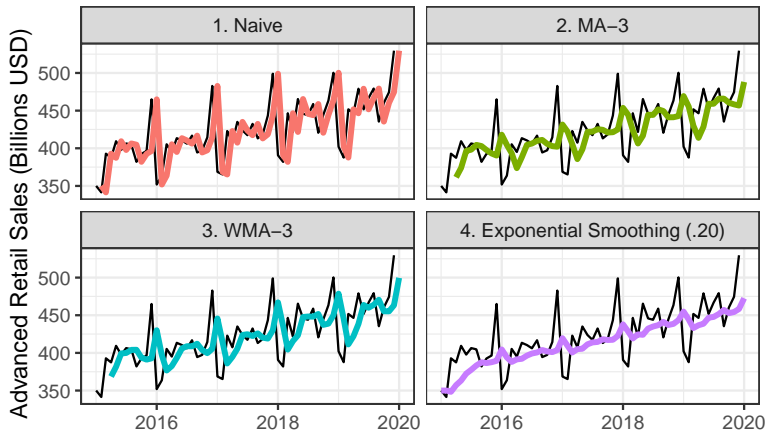 Advanced Retail Sales (Billions USD)
1. Naive
2. MA−3
500
450
400
350
3. WMA−3
4. Exponential Smoothing (.20)
500
450
400
350
2016 2018 2020 2016 2018 2020